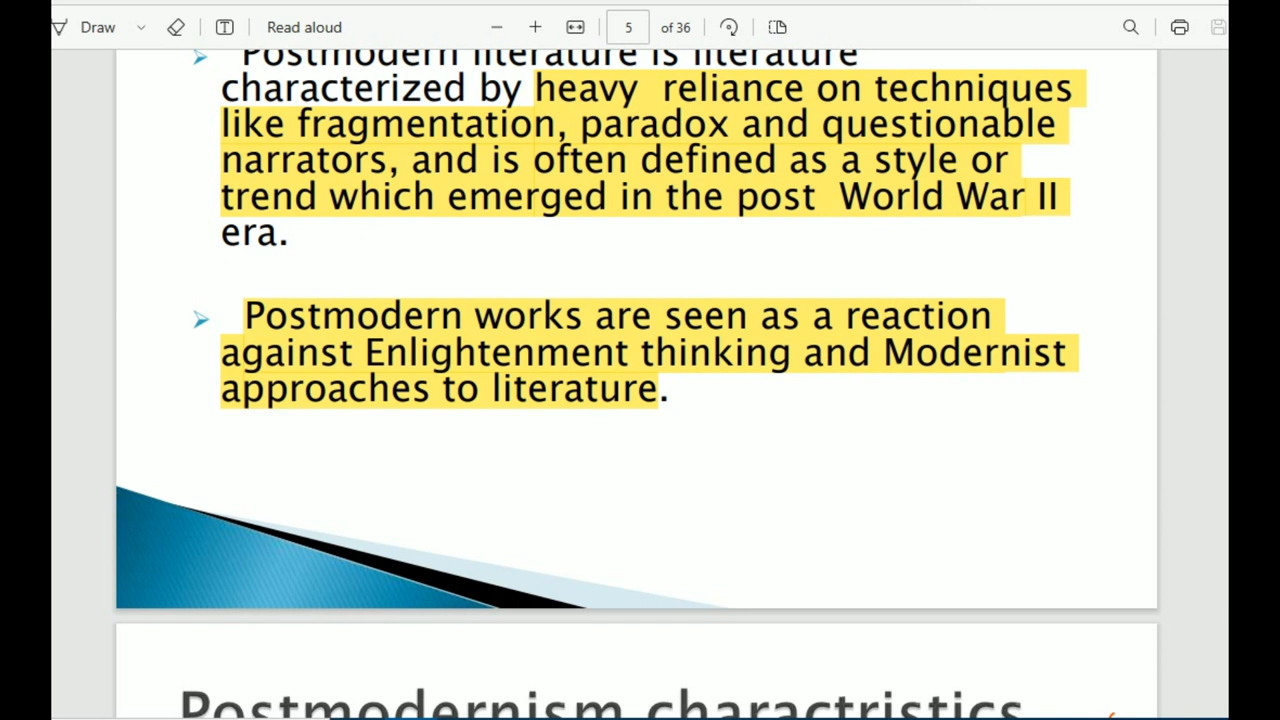 Draw
Read aloud
5
of 36
Postmodern literature is literature
characterized by heavy reliance on techniques
like fragmentation, paradox and questionable
narrators, and is often defined as a style or
trend which emerged in the post World War II
era.
Postmodern works are seen as a reaction
against Enlightenment thinking and Modernist
approaches to literature.
Postmodernism charactristics